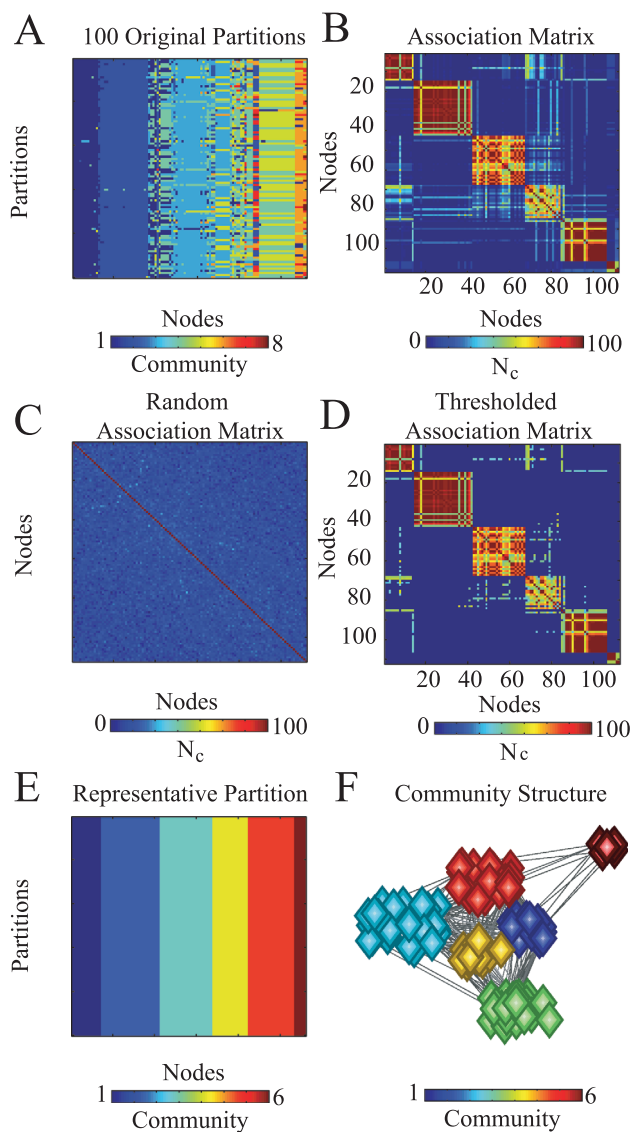 A
100 Original Partitions
Partitions
Nodes
1
8
Community
B
Association Matrix
Nodes
20
40
60
80
100
20
40
60
80
100
Nodes
0
100
Nc
C
Random
Association Matrix
Nodes
Nodes
0
100
Nc
D
Thresholded
Association Matrix
Nodes
20
40
60
80
100
20
40
60
80
100
Nodes
0
100
Nc
E
Representative Partition
Partitions
Nodes
1
6
Community
F
Community Structure
1
6
Community